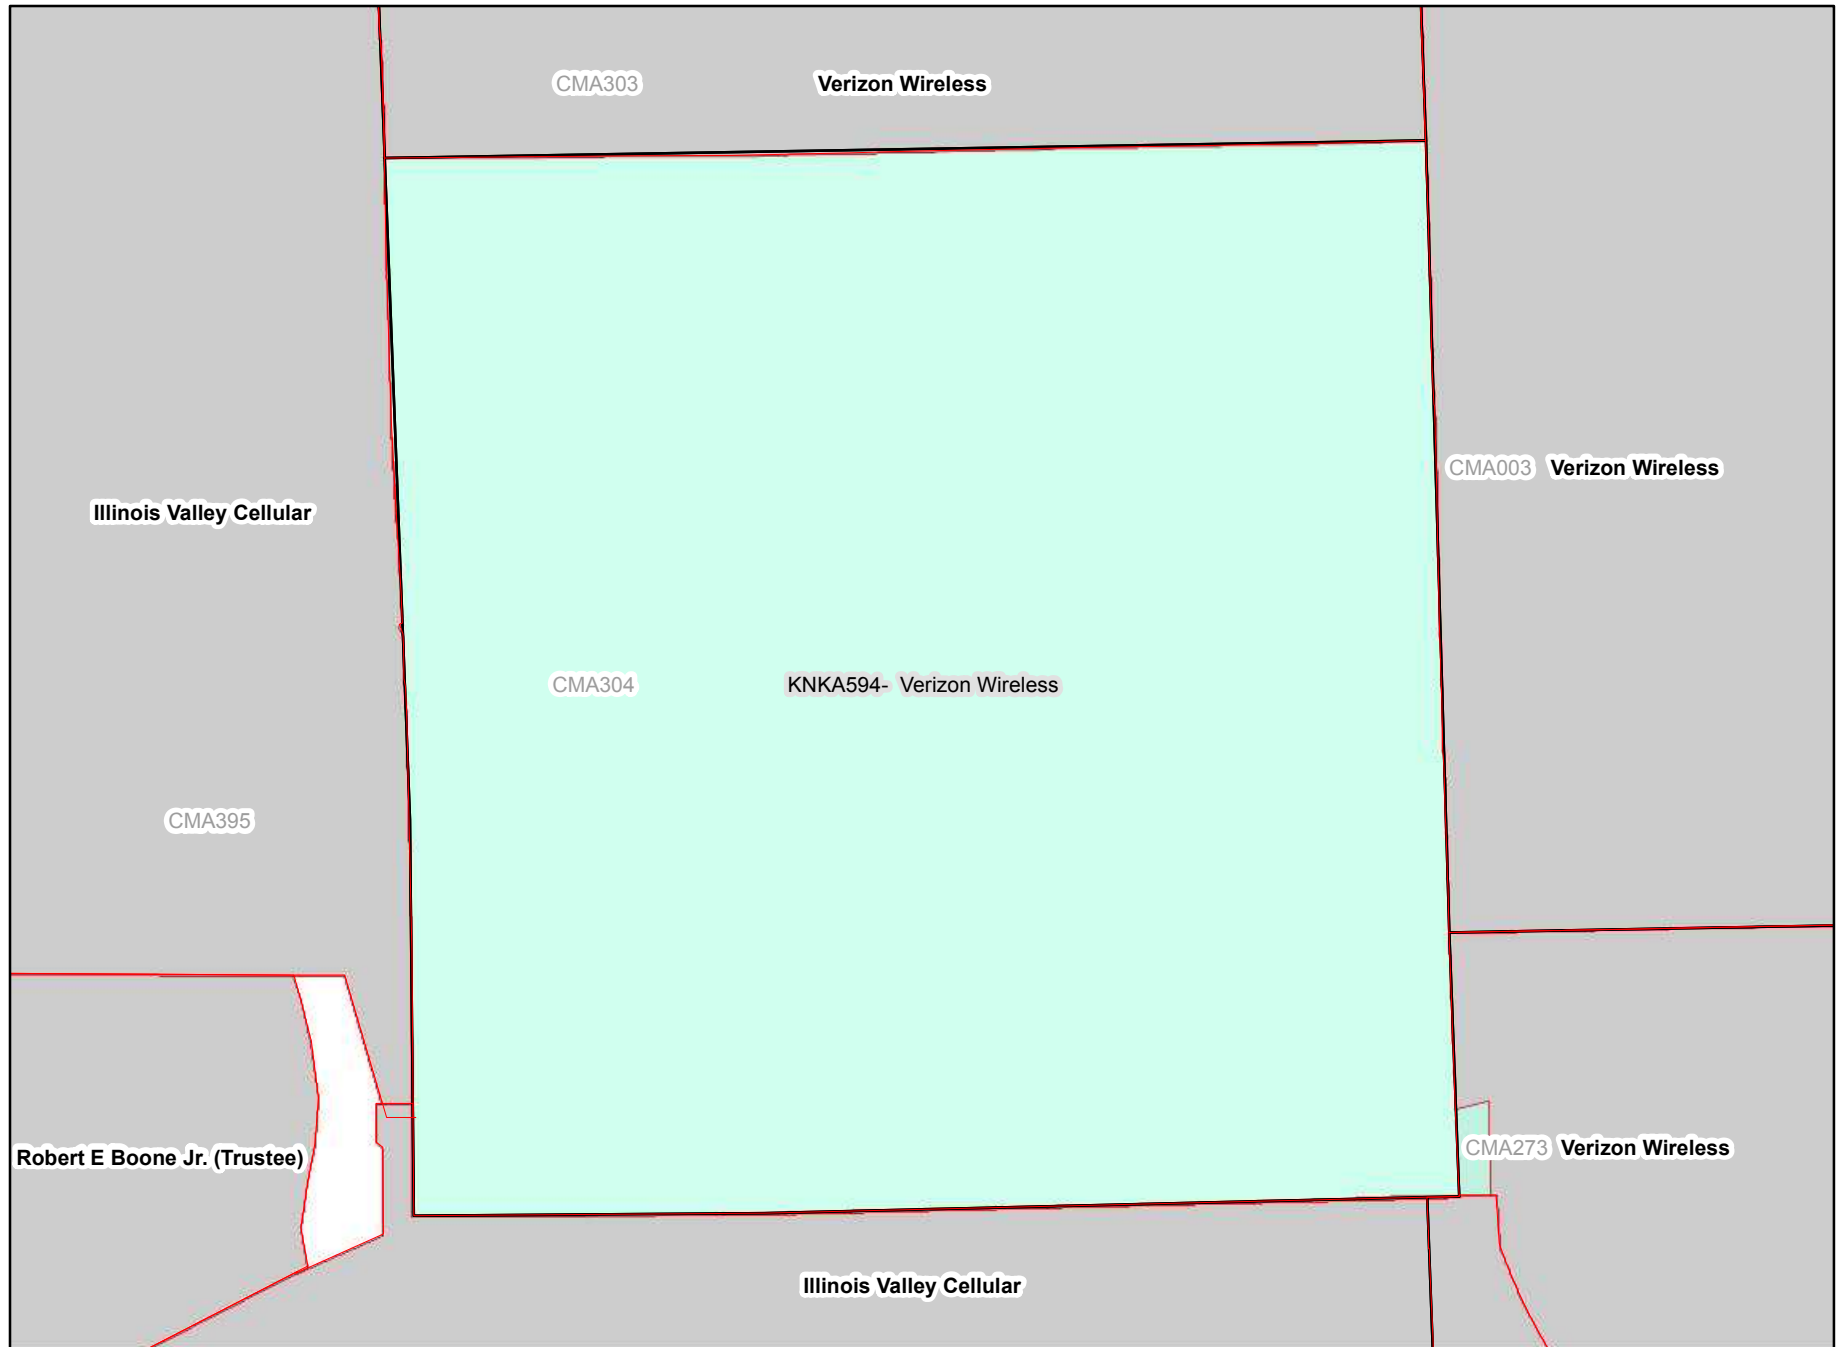 CMA303 Verizon Wireless
CMA003 Verizon Wireless
Illinois Valley Cellular
CMA304 KNKA594- Verizon Wireless
CMA395
Robert E Boone Jr. (Trustee)
CMA273 Verizon Wireless
Illinois Valley Cellular